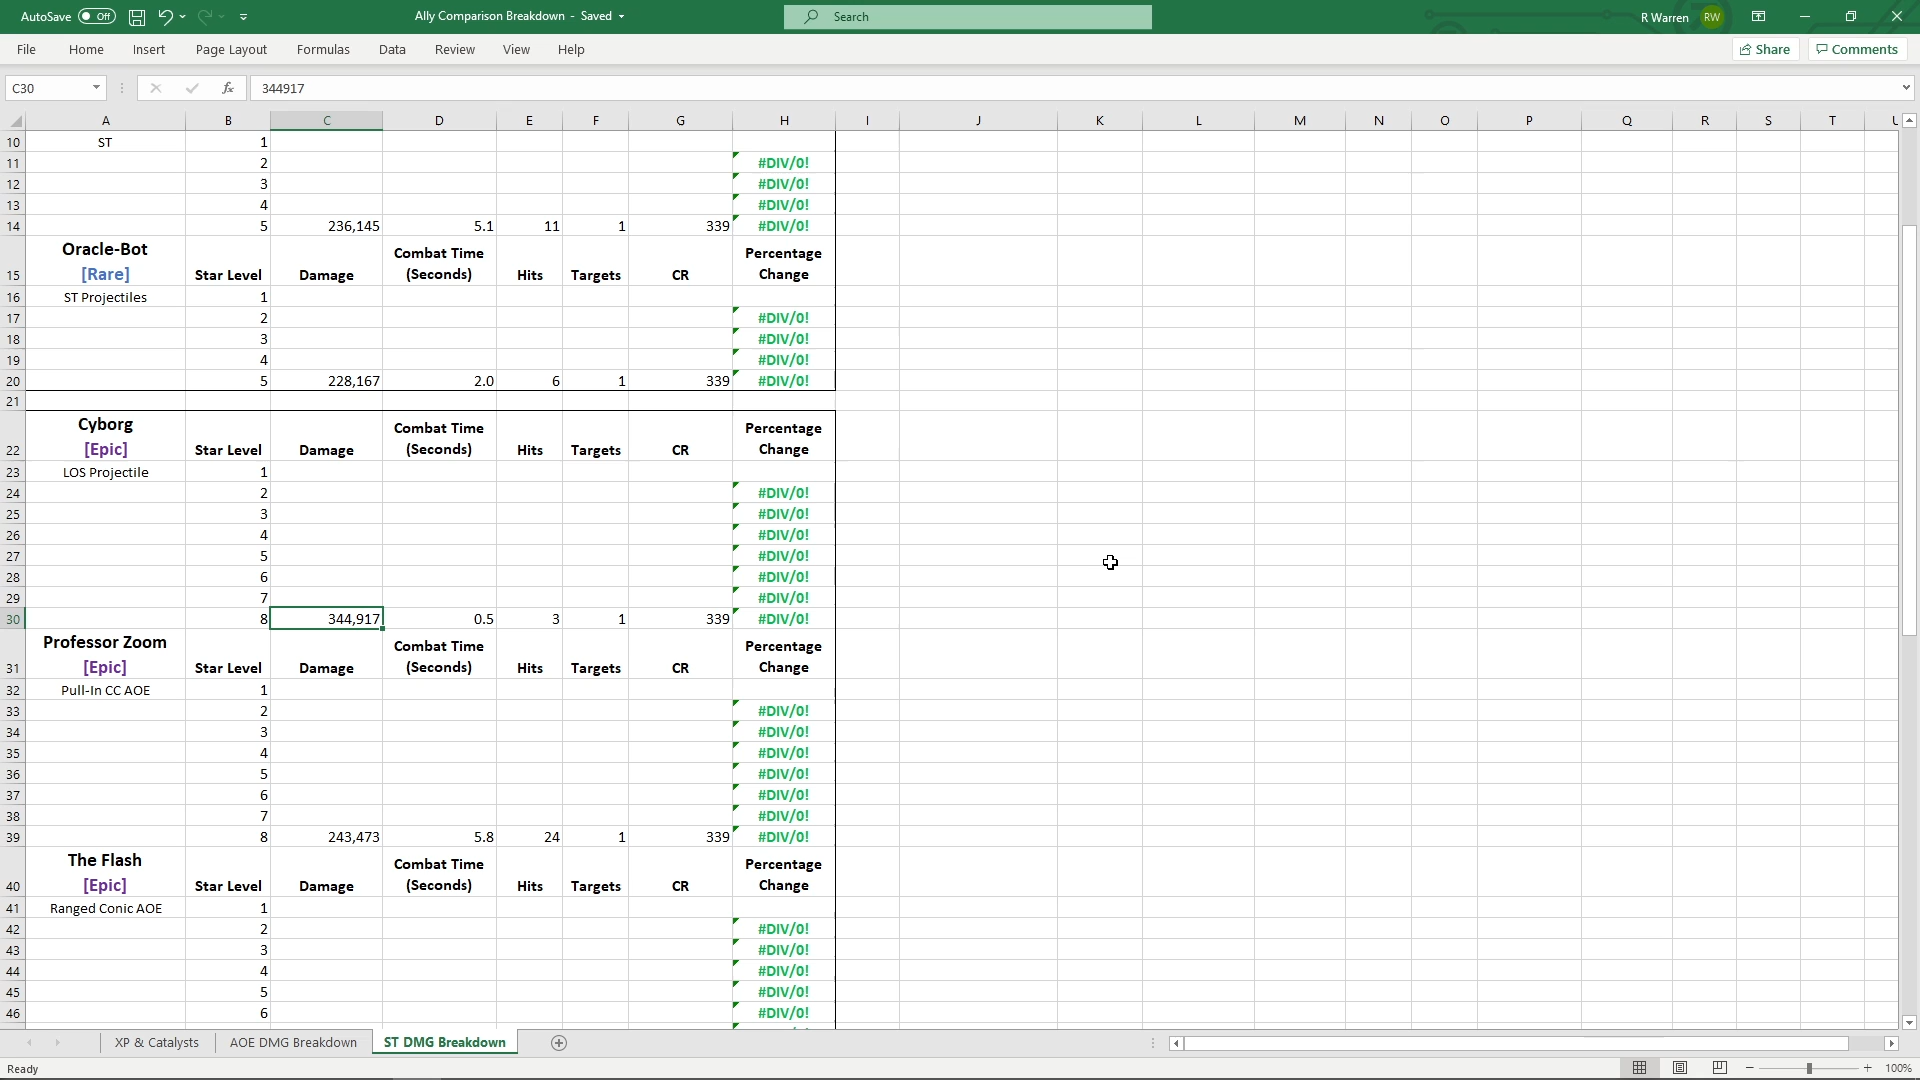 AutoSave Off Ally Comparison Breakdown - Saved Search R Warren RW
File Home Insert Page Layout Formulas Data Review View Help Share Comments
C30 fx 344917
A B C D E F G H I J K L M N O P Q R S T U
10 ST 1
11 2 #DIV/0!
12 3 #DIV/0!
13 4 #DIV/0!
14 5 236,145 5.1 11 1 339 #DIV/0!
Oracle-Bot Combat Time Percentage
15 [Rare] Star Level Damage (Seconds) Hits Targets CR Change
16 ST Projectiles 1
17 2 #DIV/0!
18 3 #DIV/0!
19 4 #DIV/0!
20 5 228,167 2.0 6 1 339 #DIV/0!
21
Cyborg Combat Time Percentage
22 [Epic] Star Level Damage (Seconds) Hits Targets CR Change
23 LOS Projectile 1
24 2 #DIV/0!
25 3 #DIV/0!
26 4 #DIV/0!
27 5 #DIV/0!
28 6 #DIV/0!
29 7 #DIV/0!
30 8 344,917 0.5 3 1 339 #DIV/0!
Professor Zoom Combat Time Percentage
31 [Epic] Star Level Damage (Seconds) Hits Targets CR Change
32 Pull-In CC AOE 1
33 2 #DIV/0!
34 3 #DIV/0!
35 4 #DIV/0!
36 5 #DIV/0!
37 6 #DIV/0!
38 7 #DIV/0!
39 8 243,473 5.8 24 1 339 #DIV/0!
The Flash Combat Time Percentage
40 [Epic] Star Level Damage (Seconds) Hits Targets CR Change
41 Ranged Conic AOE 1
42 2 #DIV/0!
43 3 #DIV/0!
44 4 #DIV/0!
45 5 #DIV/0!
46 6 #DIV/0!
XP & Catalysts AOE DMG Breakdown ST DMG Breakdown
Ready 100%